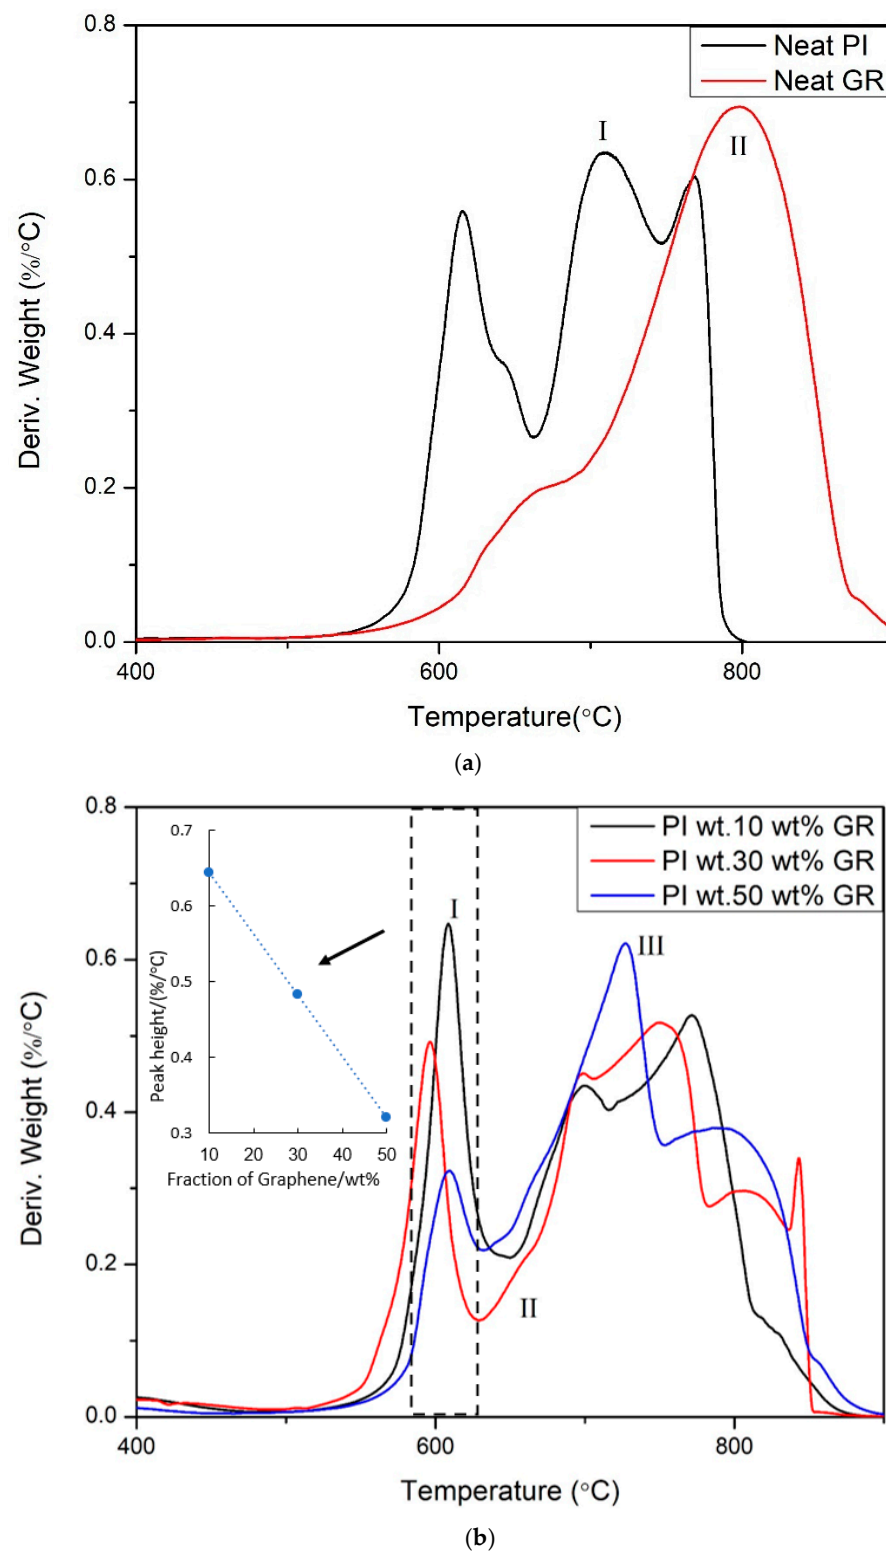 0.8
Neat PI
Neat GR
I
II
0.6
0.4
0.2
0.0
Deriv. Weight (%/°C)
400
600
800
Temperature(°C)
(a)
0.8
PI wt.10 wt% GR
PI wt.30 wt% GR
PI wt.50 wt% GR
0.7
0.6
0.5
0.4
0.3
Peak height/(%/°C)
10 20 30 40 50
Fraction of Graphene/wt%
I
II
III
0.6
0.4
0.2
0.0
Deriv. Weight (%/°C)
400
600
800
Temperature (°C)
(b)